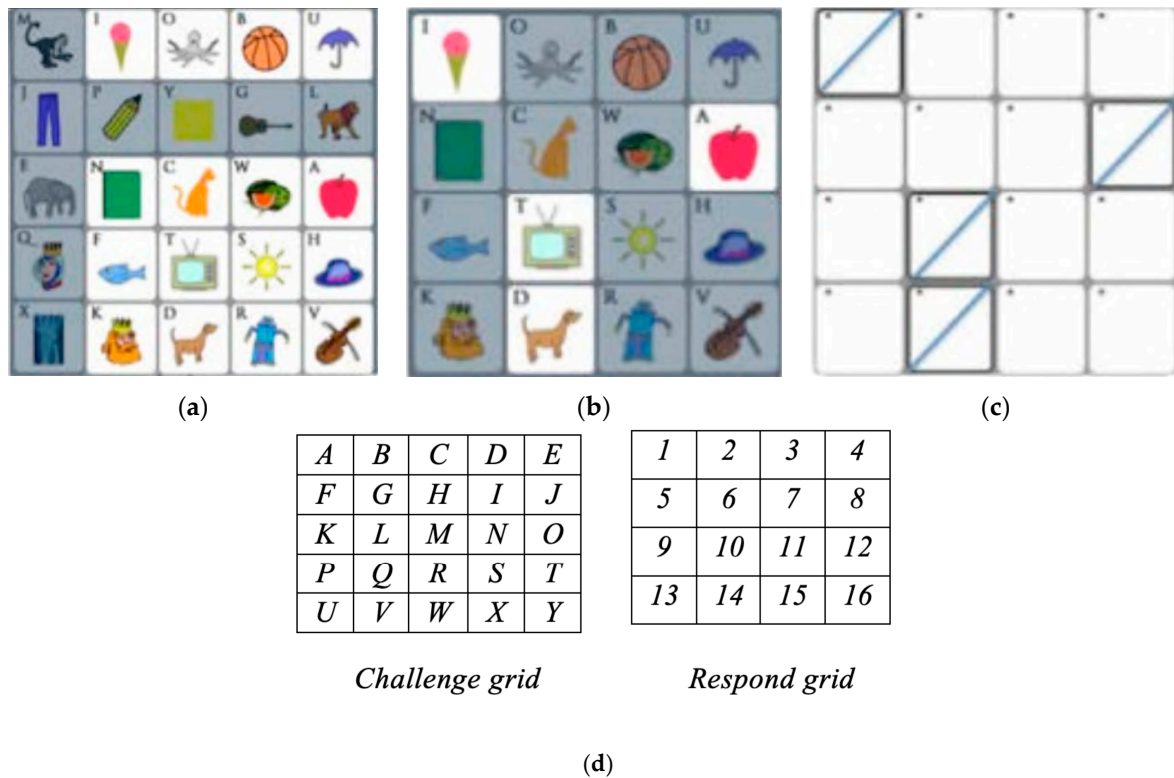 M I O B U
J P Y G L
E N C W A
Q F T S H
X K D R V
I O B U
N C W A
F T S H
K D R V
(a) (b) (c)
A B C D E
F G H I J
K L M N O
P Q R S T
U V W X Y
Challenge grid
1 2 3 4
5 6 7 8
9 10 11 12
13 14 15 16
Respond grid
(d)